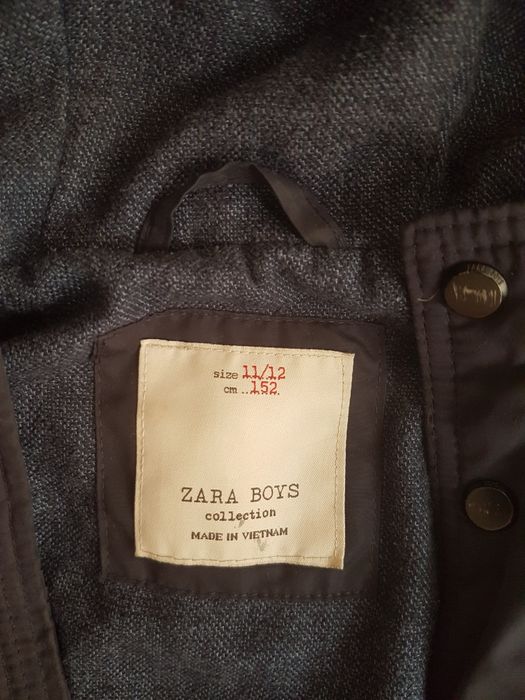 size 11/12
cm ..152
ZARA BOYS
collection
MADE IN VIETNAM